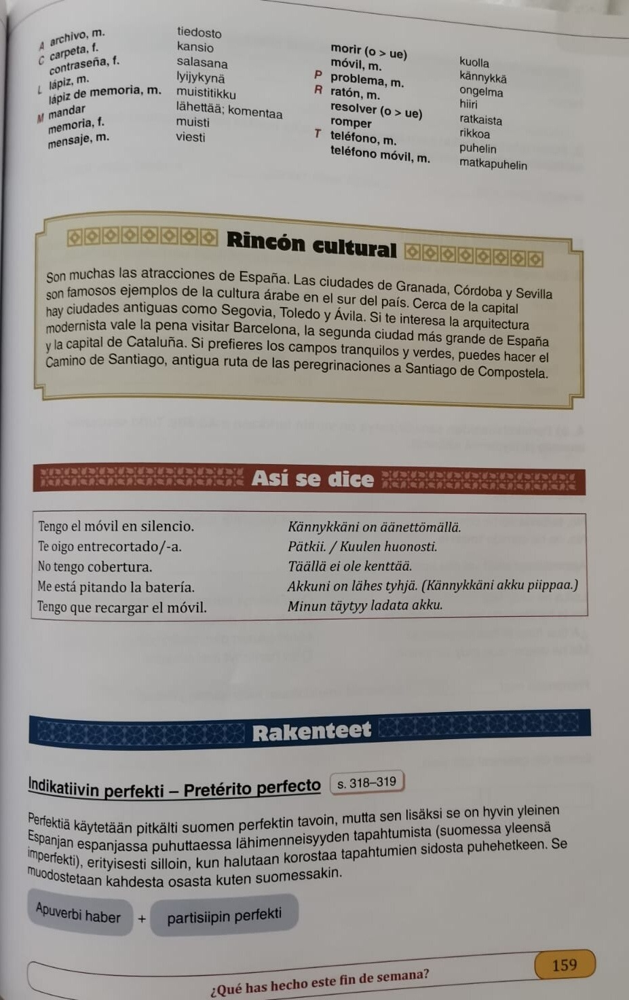 A archivo, m. tiedosto
C carpeta, f. kansio
contraseña, f. salasana
L lápiz, m. lyijykynä
lápiz de memoria, m. muistitikku
M mandar lähettää; komentaa
memoria, f. muisti
mensaje, m. viesti
morir (o > ue) kuolla
móvil, m. kännykkä
P problema, m. ongelma
R ratón, m. hiiri
resolver (o > ue) ratkaista
romper rikkoa
T teléfono, m. puhelin
teléfono móvil, m. matkapuhelin
Rincón cultural
Son muchas las atracciones de España. Las ciudades de Granada, Córdoba y Sevilla
son famosos ejemplos de la cultura árabe en el sur del país. Cerca de la capital
hay ciudades antiguas como Segovia, Toledo y Ávila. Si te interesa la arquitectura
modernista vale la pena visitar Barcelona, la segunda ciudad más grande de España
y la capital de Cataluña. Si prefieres los campos tranquilos y verdes, puedes hacer el
Camino de Santiago, antigua ruta de las peregrinaciones a Santiago de Compostela.
Así se dice
Tengo el móvil en silencio. Kännykkäni on äänettömällä.
Te oigo entrecortado/-a. Pätkii. / Kuulen huonosti.
No tengo cobertura. Täällä ei ole kenttää.
Me está pitando la batería. Akkuni on lähes tyhjä. (Kännykkäni akku piippaa.)
Tengo que recargar el móvil. Minun täytyy ladata akku.
Rakenteet
Indikatiivin perfekti – Pretérito perfecto s. 318–319
Perfektiä käytetään pitkälti suomen perfektin tavoin, mutta sen lisäksi se on hyvin yleinen
Espanjan espanjassa puhuttaessa lähimenneisyyden tapahtumista (suomessa yleensä
imperfekti), erityisesti silloin, kun halutaan korostaa tapahtumien sidosta puhehetkeen. Se
muodostetaan kahdesta osasta kuten suomessakin.
Apuverbi haber + partisiipin perfekti
¿Qué has hecho este fin de semana? 159